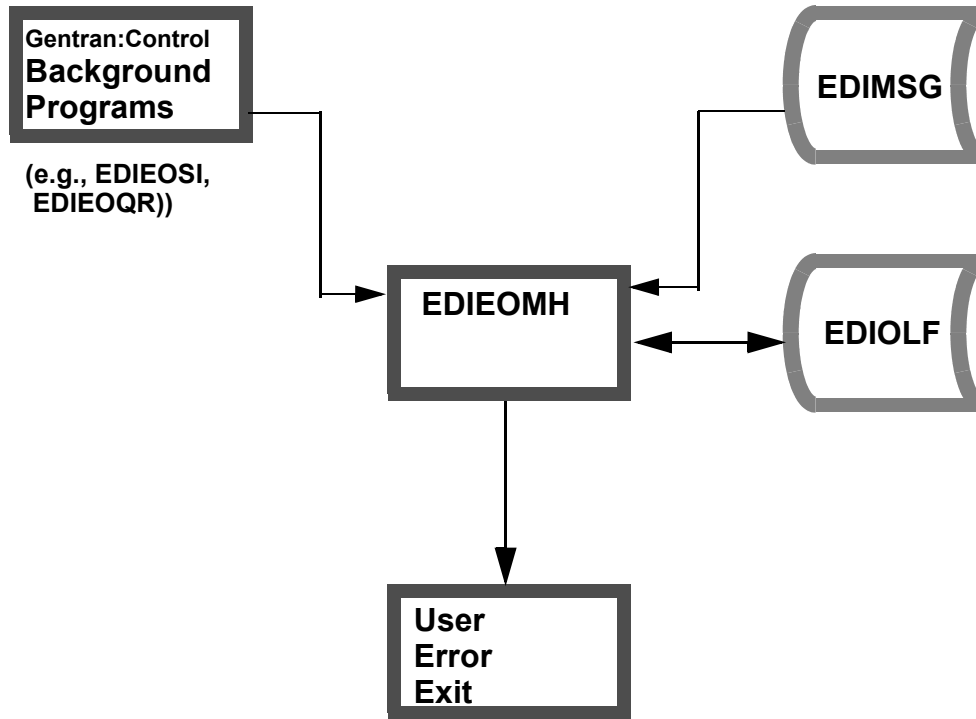 Gentran:Control
Background
Programs
(e.g., EDIEOSI,
EDIEOQR))
EDIMSG
EDIEOMH
EDIOLF
User
Error
Exit